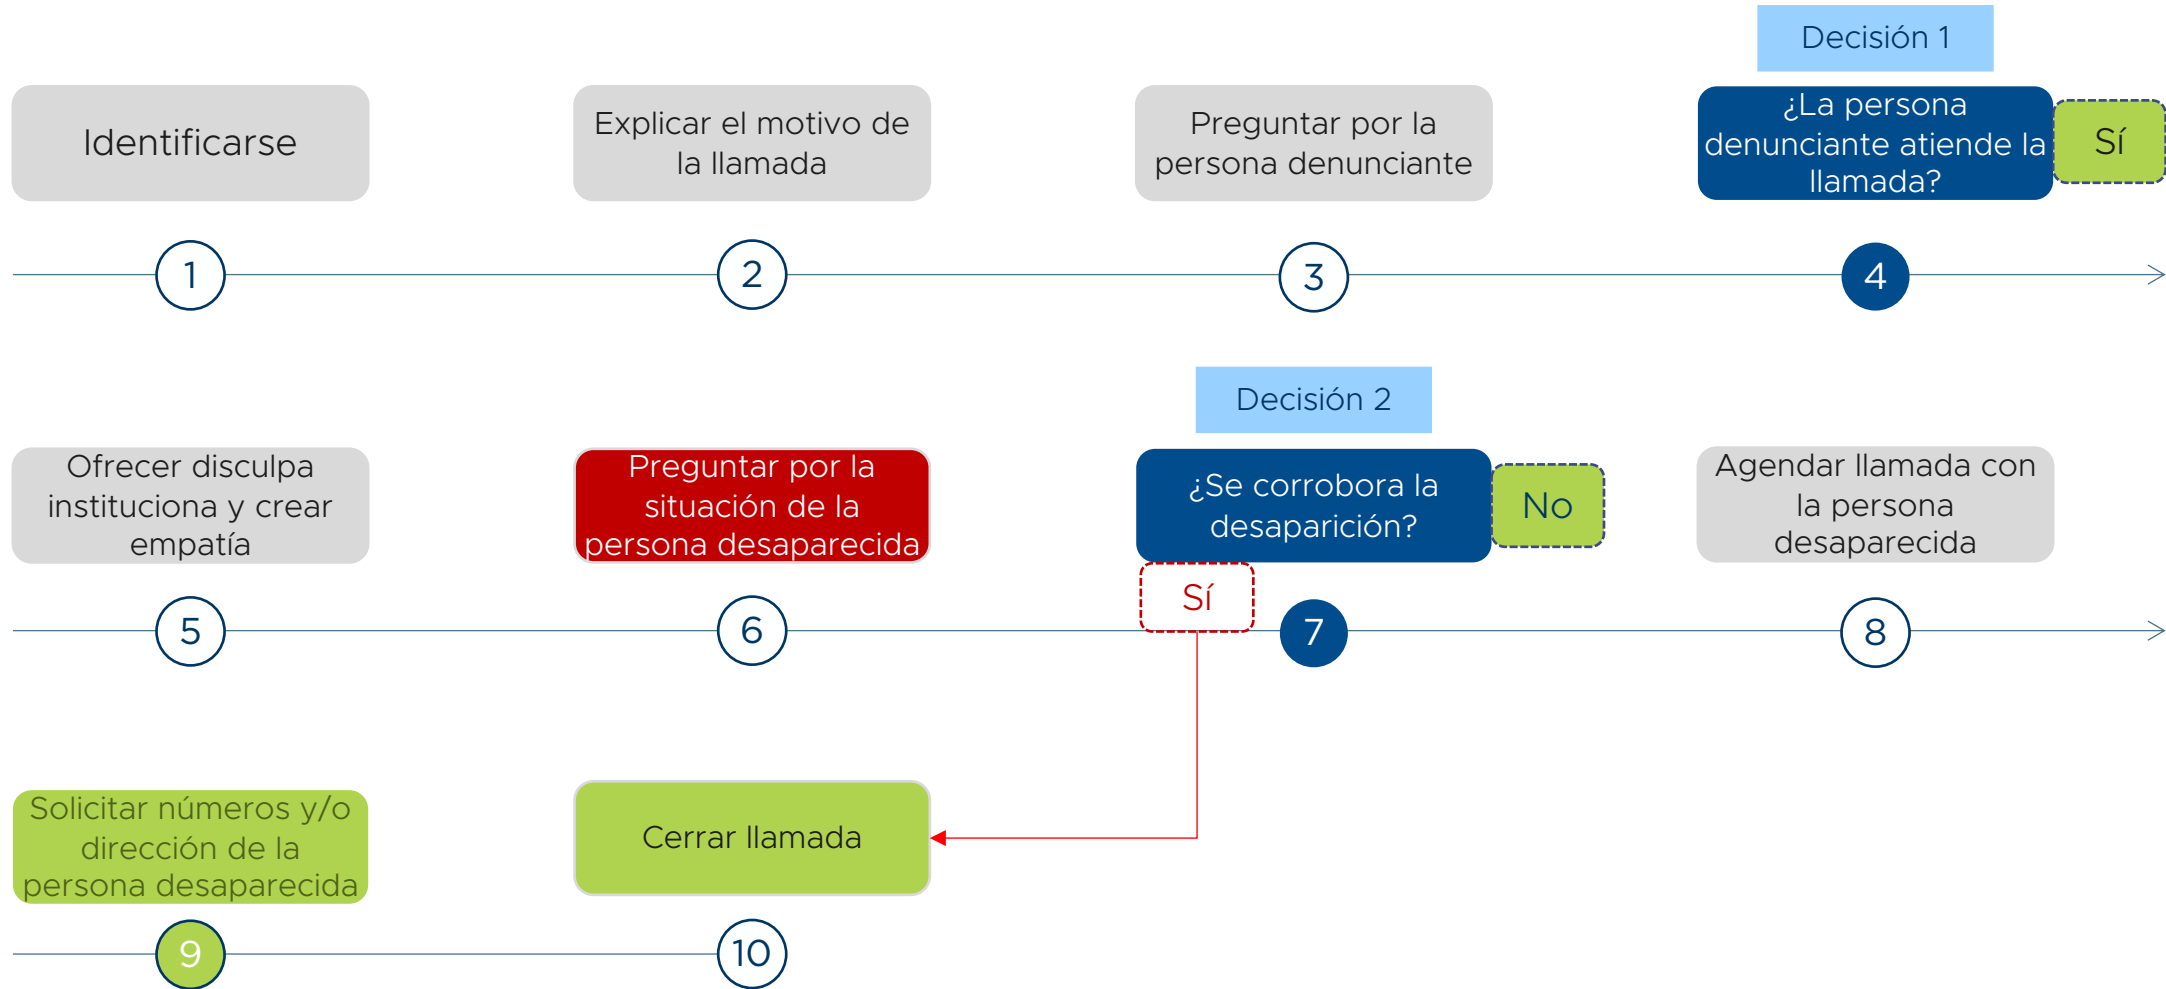 Decisión 1
Identificarse
Explicar el motivo de
la llamada
Preguntar por la
persona denunciante
¿La persona
denunciante atiende la
llamada?
Sí
1
2
3
4
Decisión 2
Ofrecer disculpa
instituciona y crear
empatía
Preguntar por la
situación de la
persona desaparecida
¿Se corrobora la
desaparición?
No
Sí
Agendar llamada con
la persona
desaparecida
5
6
7
8
Solicitar números y/o
dirección de la
persona desaparecida
Cerrar llamada
9
10